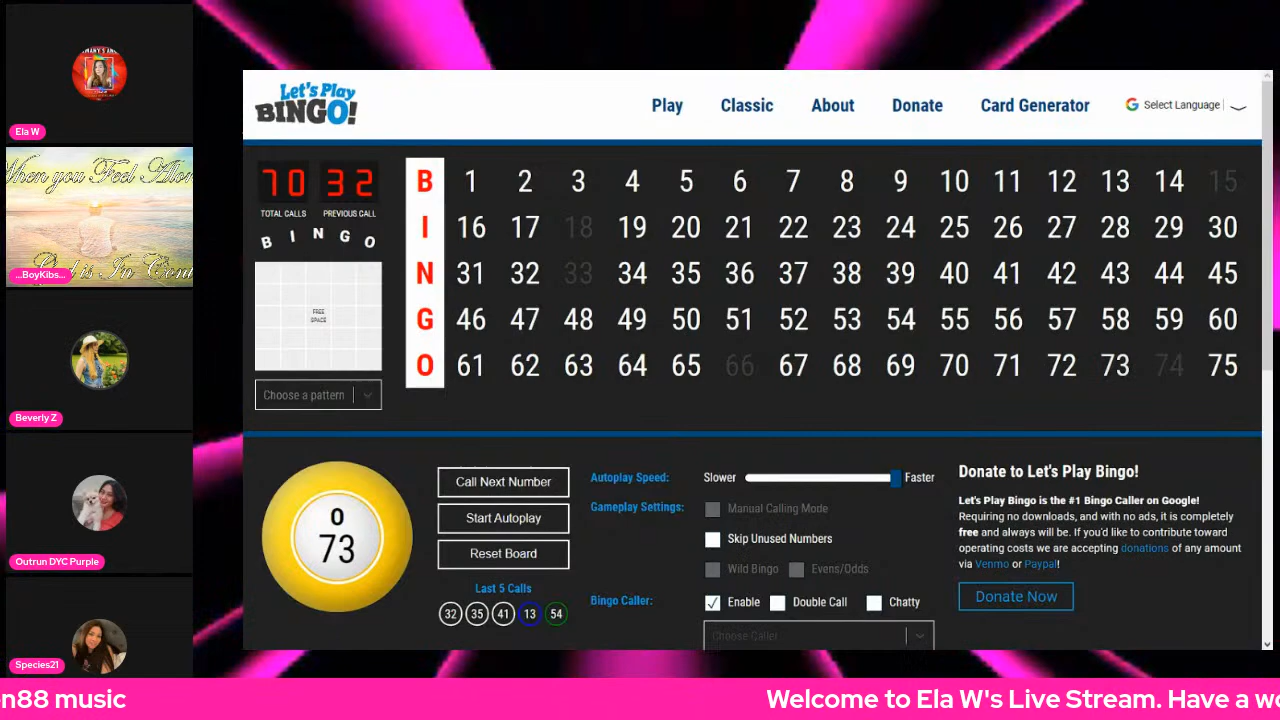 Ela W
When you Feel Alon
God is In Cont
...BoyKibs...
Beverly Z
Outrun DYC Purple
Species21
Let's Play
BINGO!
Play Classic About Donate Card Generator Select Language
70 32
TOTAL CALLS PREVIOUS CALL
B I N G O
FREE
SPACE
Choose a pattern
B 1 2 3 4 5 6 7 8 9 10 11 12 13 14 15
I 16 17 18 19 20 21 22 23 24 25 26 27 28 29 30
N 31 32 33 34 35 36 37 38 39 40 41 42 43 44 45
G 46 47 48 49 50 51 52 53 54 55 56 57 58 59 60
O 61 62 63 64 65 66 67 68 69 70 71 72 73 74 75
O
73
Call Next Number
Start Autoplay
Reset Board
Last 5 Calls
32 35 41 13 54
Autoplay Speed: Slower Faster
Gameplay Settings: Manual Calling Mode
Skip Unused Numbers
Wild Bingo Evens/Odds
Bingo Caller: Enable Double Call Chatty
Choose Caller
Donate to Let's Play Bingo!
Let's Play Bingo is the #1 Bingo Caller on Google!
Requiring no downloads, and with no ads, it is completely
free and always will be. If you'd like to contribute toward
operating costs we are accepting donations of any amount
via Venmo or Paypal!
Donate Now
n88 music Welcome to Ela W's Live Stream. Have a wo